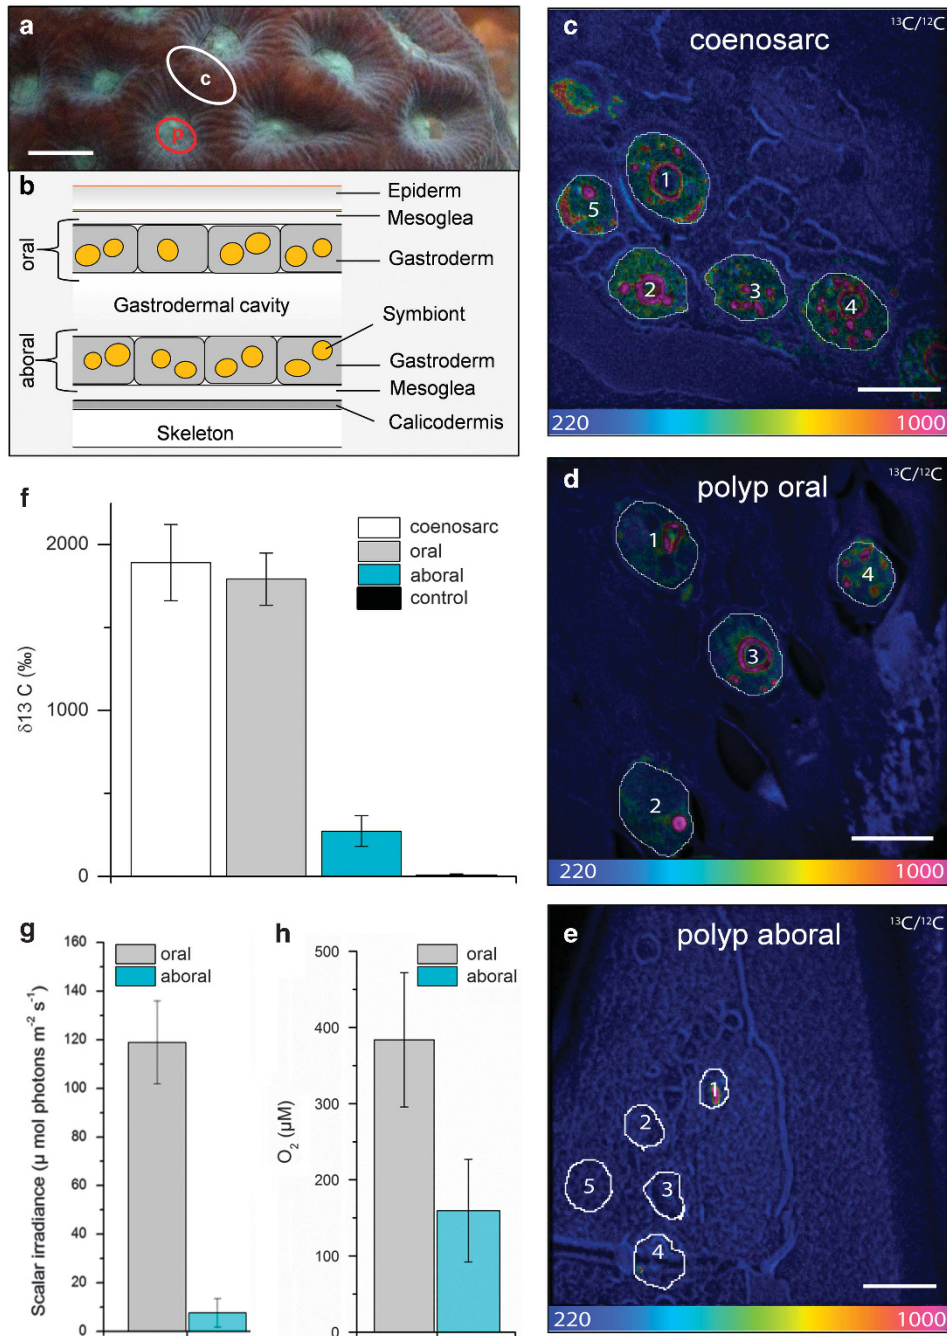 a
c
p
b
Epiderm
Mesoglea
oral
Gastroderm
Gastrodermal cavity
Symbiont
aboral
Gastroderm
Mesoglea
Calicodermis
Skeleton
c
coenosarc
¹³C/¹²C
1
5
2
3
4
220
1000
d
polyp oral
¹³C/¹²C
1
4
3
2
220
1000
e
polyp aboral
¹³C/¹²C
1
2
5
3
4
220
1000
f
coenosarc
oral
aboral
control
2000
1000
0
δ13 C (‰)
g
oral
aboral
160
140
120
100
80
60
40
20
0
Scalar irradiance (µ mol photons m⁻² s⁻¹)
h
oral
aboral
500
400
300
200
100
0
O₂ (µM)